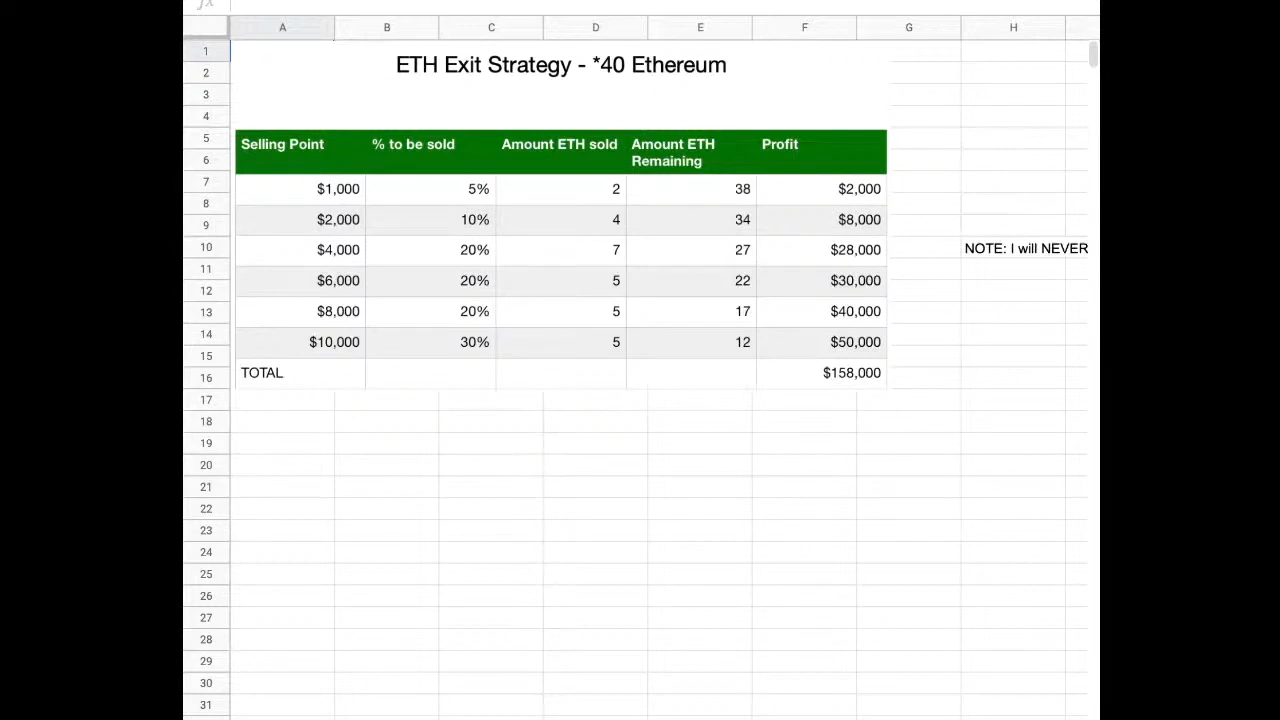 fx
A B C D E F G H
1
2
3
4
5
6
7
8
9
10
11
12
13
14
15
16
17
18
19
20
21
22
23
24
25
26
27
28
29
30
31
ETH Exit Strategy - *40 Ethereum
Selling Point % to be sold Amount ETH sold Amount ETH Remaining Profit
$1,000 5% 2 38 $2,000
$2,000 10% 4 34 $8,000
$4,000 20% 7 27 $28,000
$6,000 20% 5 22 $30,000
$8,000 20% 5 17 $40,000
$10,000 30% 5 12 $50,000
TOTAL $158,000
NOTE: I will NEVER